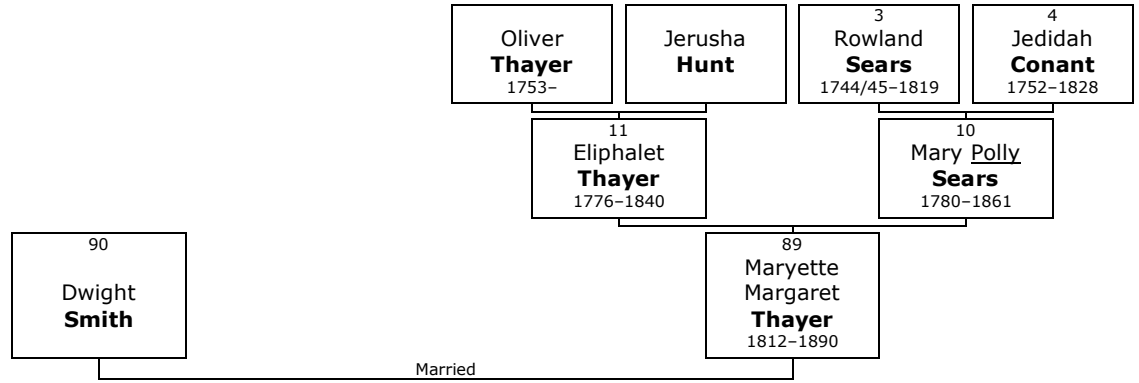 Oliver
Thayer
1753–
Jerusha
Hunt
3
Rowland
Sears
1744/45–1819
4
Jedidah
Conant
1752–1828
11
Eliphalet
Thayer
1776–1840
10
Mary Polly
Sears
1780–1861
90
Dwight
Smith
89
Maryette
Margaret
Thayer
1812–1890
Married